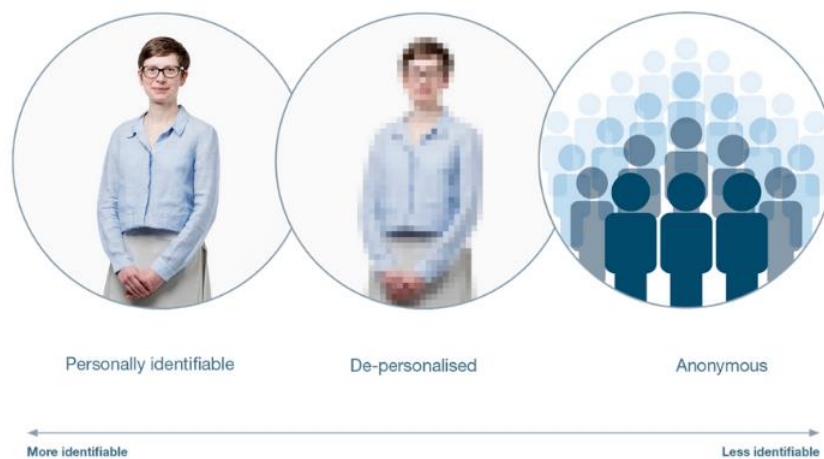 Personally identifiable
De-personalised
Anonymous
More identifiable
Less identifiable